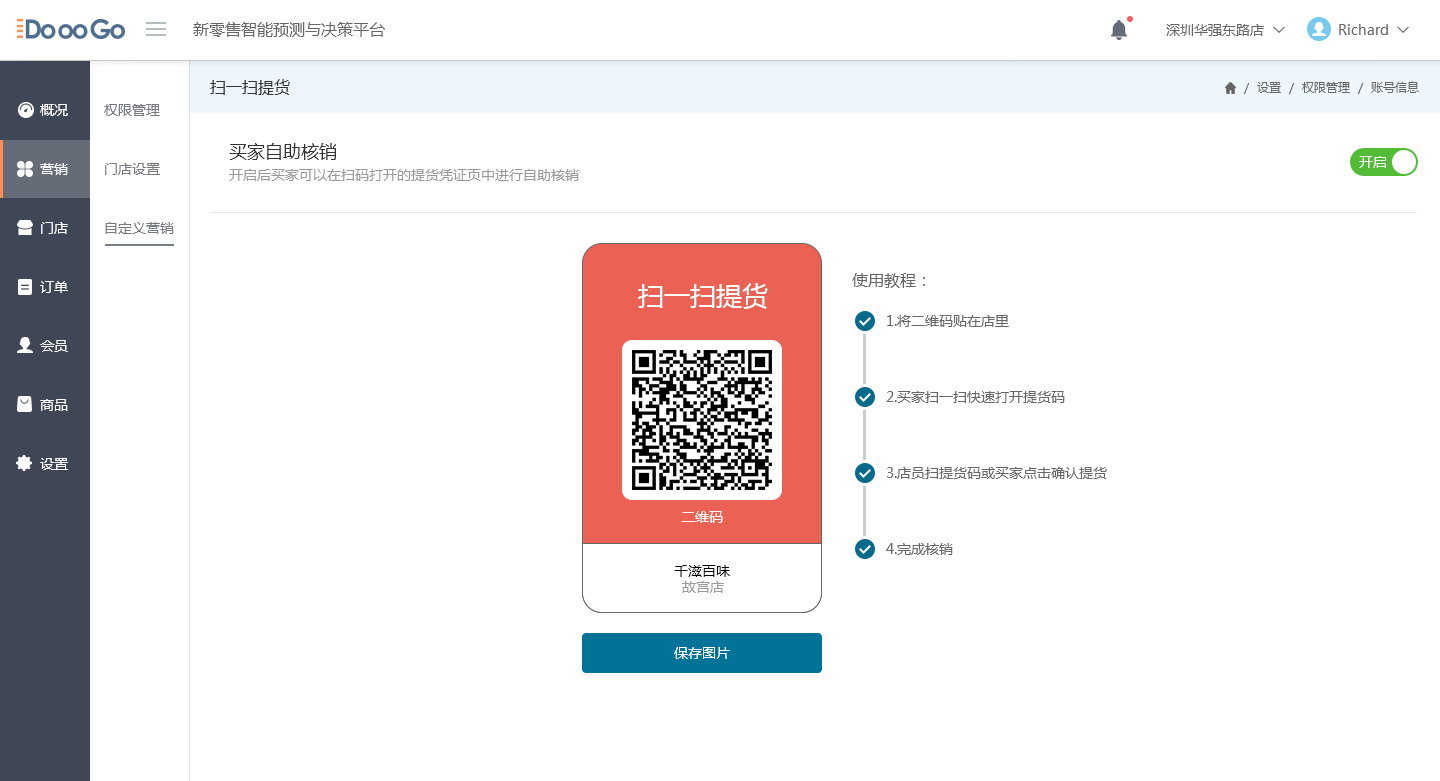 DoooGo
新零售智能预测与决策平台
深圳华强东路店
Richard
概况
营销
门店
订单
会员
商品
设置
权限管理
门店设置
自定义营销
扫一扫提货
/ 设置 / 权限管理 / 账号信息
买家自助核销
开启后买家可以在扫码打开的提货凭证页中进行自助核销
开启
扫一扫提货
二维码
千滋百味
故宫店
保存图片
使用教程：
1.将二维码贴在店里
2.买家扫一扫快速打开提货码
3.店员扫提货码或买家点击确认提货
4.完成核销